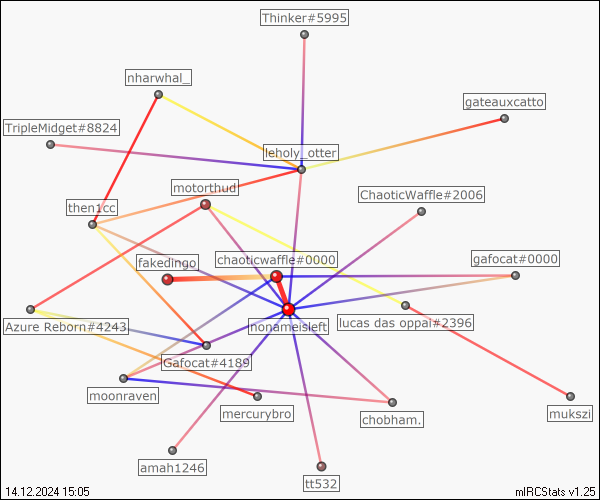 Thinker#5995
nharwhal_
gateauxcatto
TripleMidget#8824
leholy_otter
motorthud
ChaoticWaffle#2006
then1cc
fakedingo
chaoticwaffle#0000
gafocat#0000
Azure Reborn#4243
nonameisleft
lucas das oppai#2396
Gafocat#4189
moonraven
mercurybro
chobham.
mukszi
amah1246
tt532
14.12.2024 15:05
mIRCStats v1.25